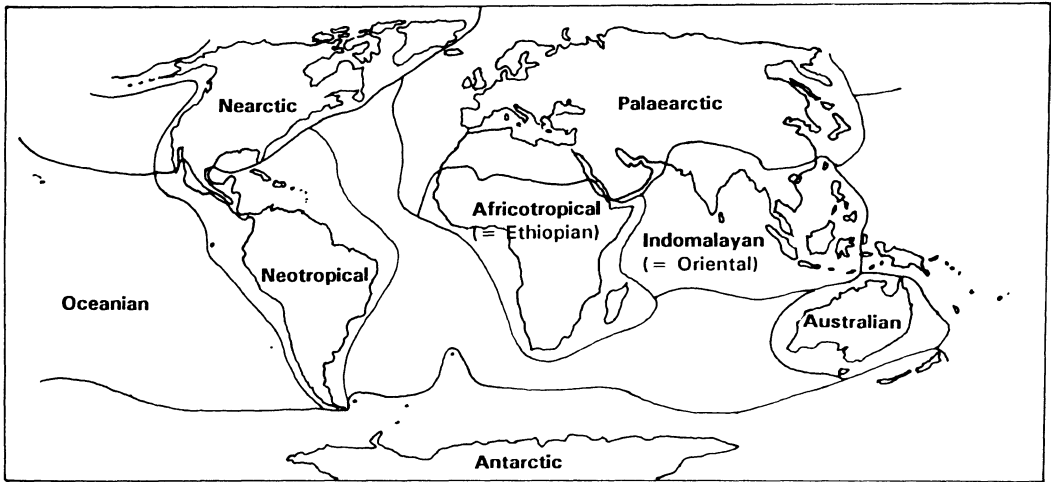 Nearctic
Palaearctic
Africotropical
(= Ethiopian)
Indomalayan
(= Oriental)
Neotropical
Oceanian
Australian
Antarctic